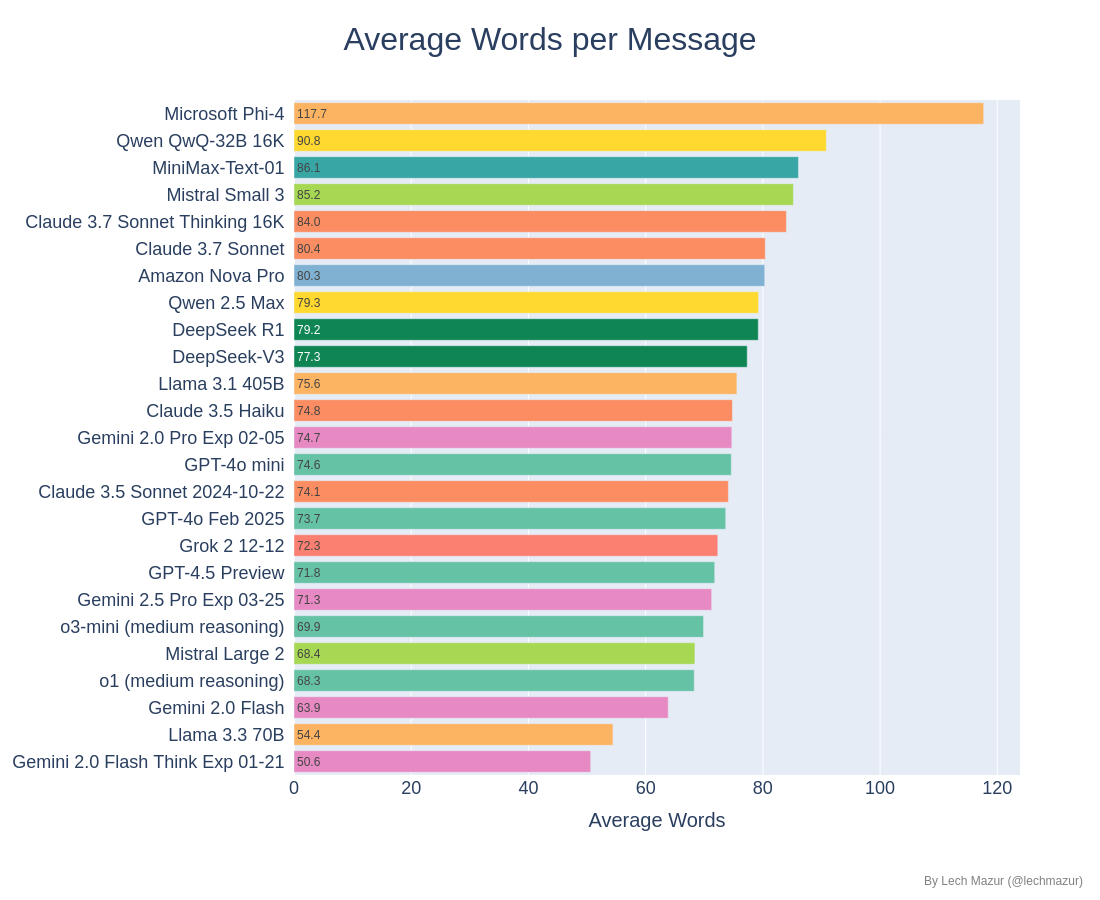 Average Words per Message
Microsoft Phi-4 117.7
Qwen QwQ-32B 16K 90.8
MiniMax-Text-01 86.1
Mistral Small 3 85.2
Claude 3.7 Sonnet Thinking 16K 84.0
Claude 3.7 Sonnet 80.4
Amazon Nova Pro 80.3
Qwen 2.5 Max 79.3
DeepSeek R1 79.2
DeepSeek-V3 77.3
Llama 3.1 405B 75.6
Claude 3.5 Haiku 74.8
Gemini 2.0 Pro Exp 02-05 74.7
GPT-4o mini 74.6
Claude 3.5 Sonnet 2024-10-22 74.1
GPT-4o Feb 2025 73.7
Grok 2 12-12 72.3
GPT-4.5 Preview 71.8
Gemini 2.5 Pro Exp 03-25 71.3
o3-mini (medium reasoning) 69.9
Mistral Large 2 68.4
o1 (medium reasoning) 68.3
Gemini 2.0 Flash 63.9
Llama 3.3 70B 54.4
Gemini 2.0 Flash Think Exp 01-21 50.6
0 20 40 60 80 100 120
Average Words
By Lech Mazur (@lechmazur)